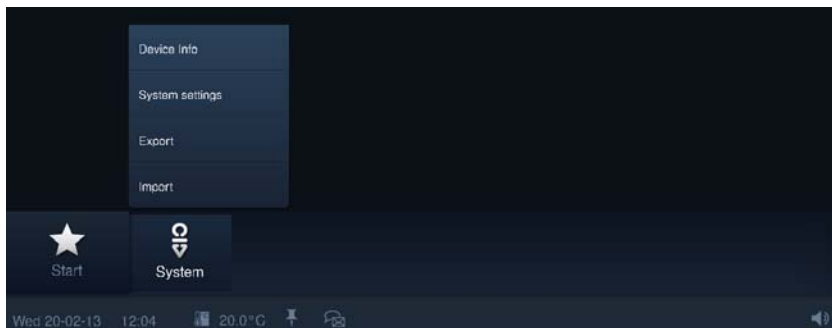 Device Info
System settings
Export
Import
Start
System
Wed 20-02-13 12:04 20.0°C